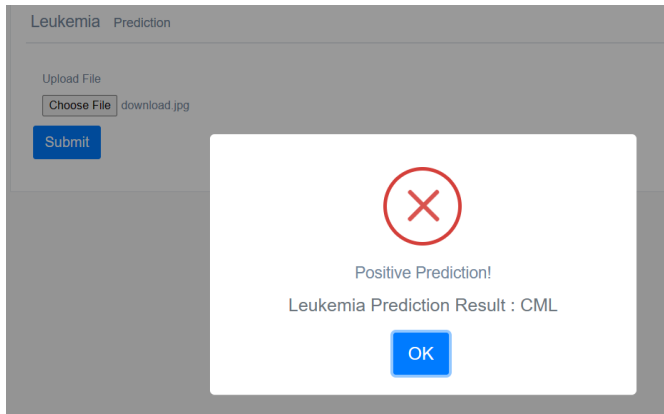 Leukemia Prediction
Upload File
Choose File download.jpg
Submit
Positive Prediction!
Leukemia Prediction Result : CML
OK